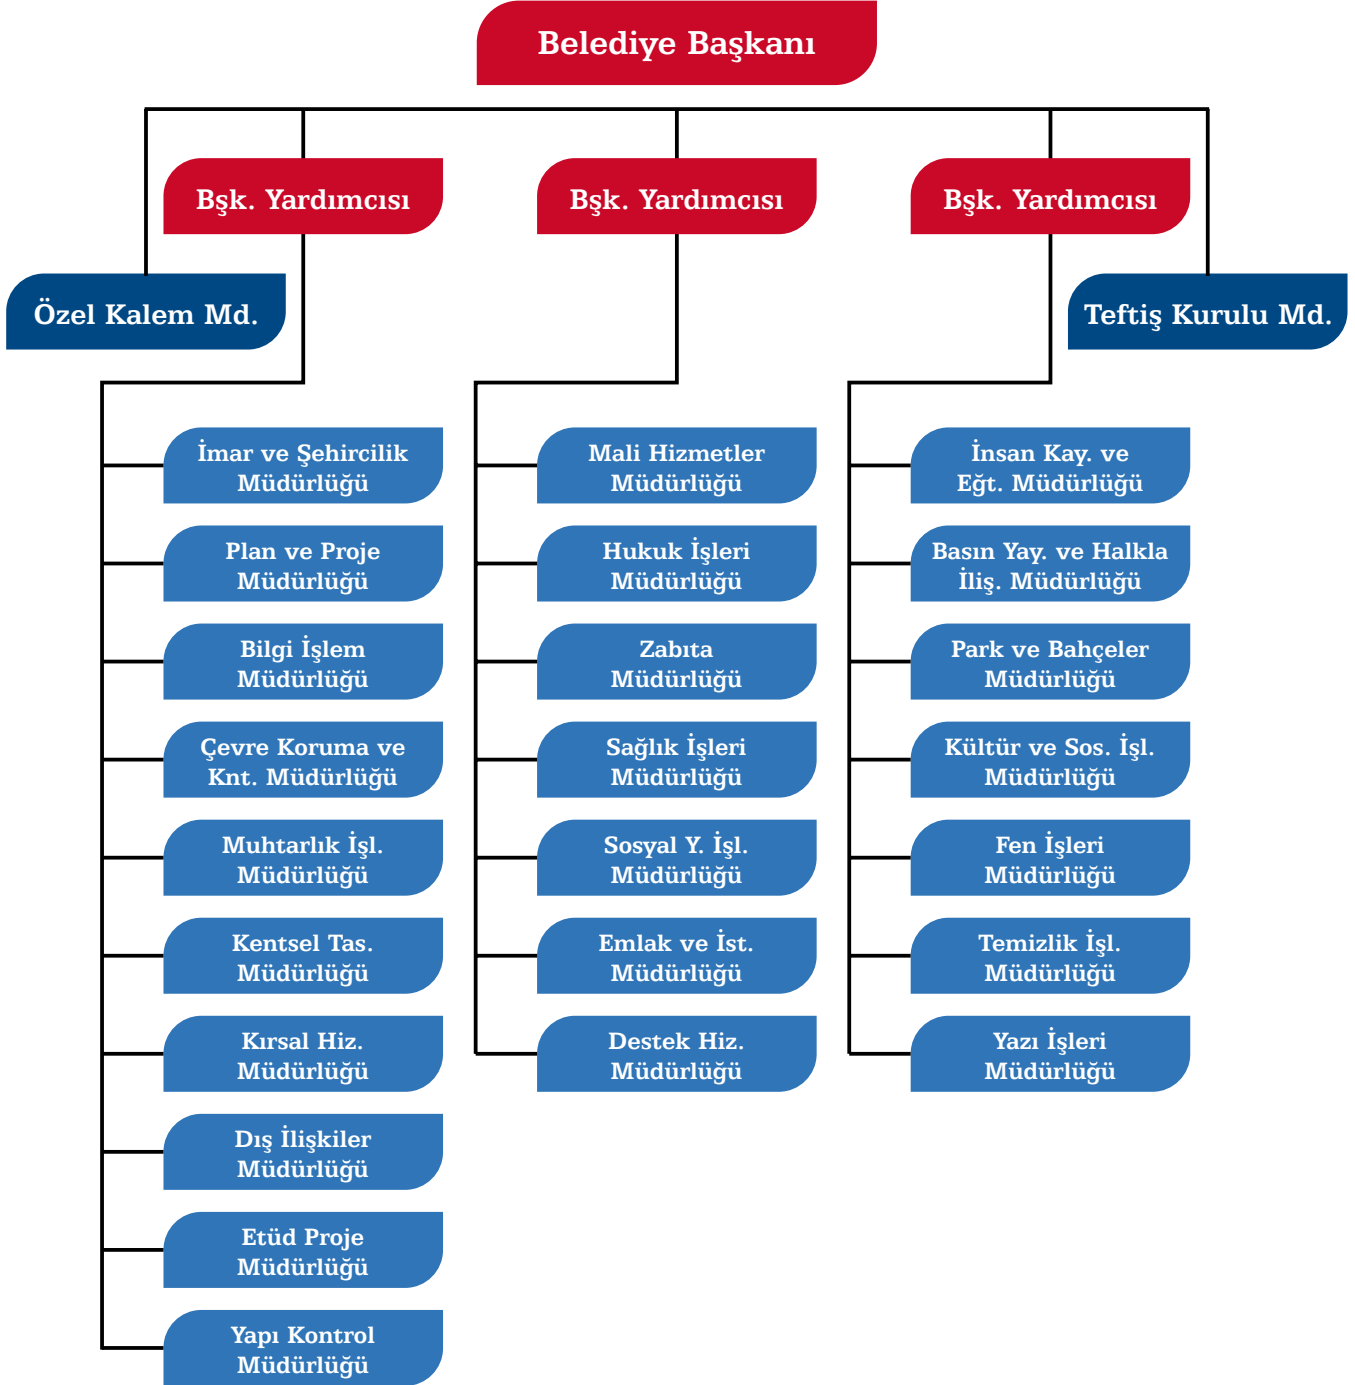 Belediye Başkanı
Bşk. Yardımcısı
Bşk. Yardımcısı
Bşk. Yardımcısı
Özel Kalem Md.
Teftiş Kurulu Md.
İmar ve Şehircilik
Müdürlüğü
Plan ve Proje
Müdürlüğü
Bilgi İşlem
Müdürlüğü
Çevre Koruma ve
Knt. Müdürlüğü
Muhtarlık İşl.
Müdürlüğü
Kentsel Tas.
Müdürlüğü
Kırsal Hiz.
Müdürlüğü
Dış İlişkiler
Müdürlüğü
Etüd Proje
Müdürlüğü
Yapı Kontrol
Müdürlüğü
Mali Hizmetler
Müdürlüğü
Hukuk İşleri
Müdürlüğü
Zabıta
Müdürlüğü
Sağlık İşleri
Müdürlüğü
Sosyal Y. İşl.
Müdürlüğü
Emlak ve İst.
Müdürlüğü
Destek Hiz.
Müdürlüğü
İnsan Kay. ve
Eğt. Müdürlüğü
Basın Yay. ve Halkla
İliş. Müdürlüğü
Park ve Bahçeler
Müdürlüğü
Kültür ve Sos. İşl.
Müdürlüğü
Fen İşleri
Müdürlüğü
Temizlik İşl.
Müdürlüğü
Yazı İşleri
Müdürlüğü